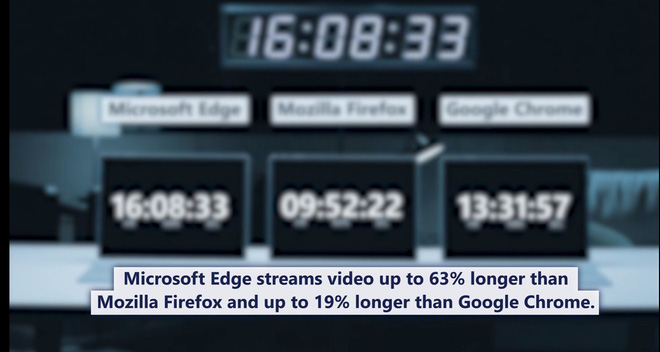 16:08:33
Microsoft Edge Mozilla Firefox Google Chrome
16:08:33 09:52:22 13:31:57
Microsoft Edge streams video up to 63% longer than
Mozilla Firefox and up to 19% longer than Google Chrome.